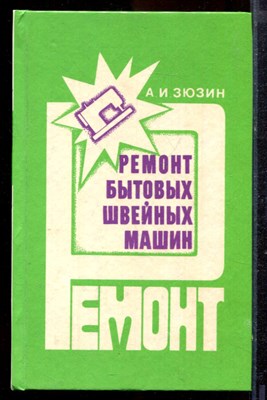 А И ЗЮЗИН
РЕМОНТ
БЫТОВЫХ
ШВЕЙНЫХ
МАШИН
РЕМОНТ